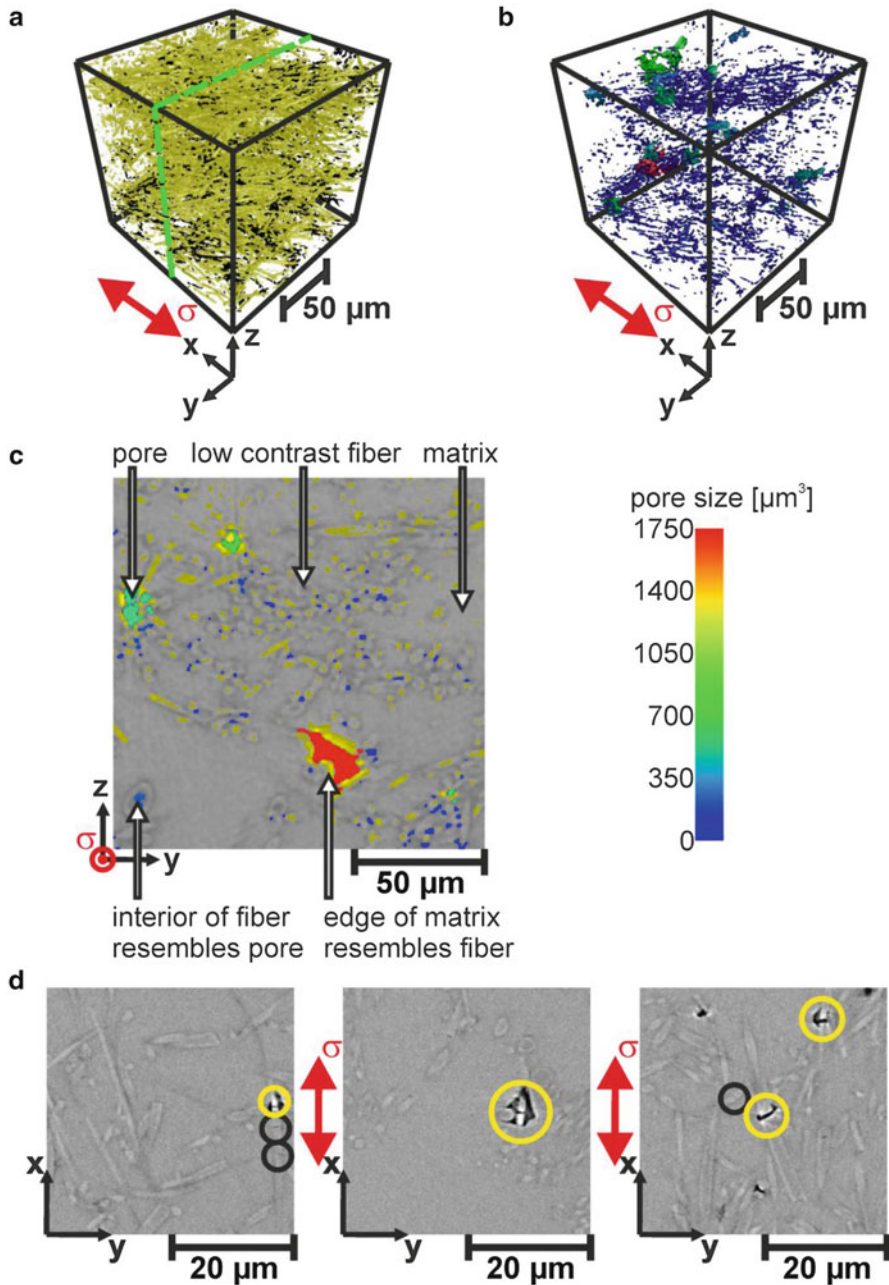 a
b
σ
50 µm
x
z
y
σ
50 µm
x
z
y
c
pore
low contrast fiber
matrix
pore size [µm³]
1750
1400
1050
700
350
0
z
σ
y
50 µm
interior of fiber
resembles pore
edge of matrix
resembles fiber
d
σ
σ
x
x
x
y
y
y
20 µm
20 µm
20 µm